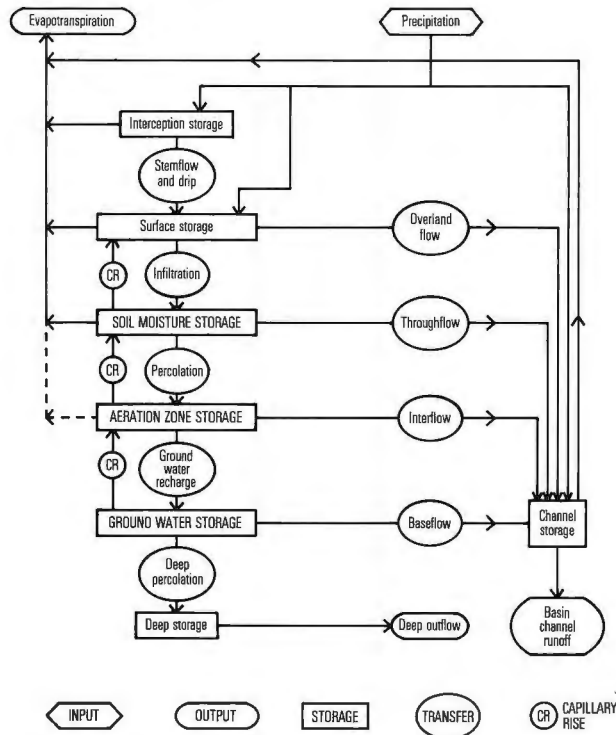 Evapotranspiration
Precipitation
Interception storage
Stemflow
and drip
Surface storage
Overland
flow
CR
Infiltration
SOIL MOISTURE STORAGE
Throughflow
CR
Percolation
AERATION ZONE STORAGE
Interflow
CR
Ground
water
recharge
GROUND WATER STORAGE
Baseflow
Channel
storage
Deep
percolation
Deep storage
Deep outflow
Basin
channel
runoff
INPUT
OUTPUT
STORAGE
TRANSFER
CR
CAPILLARY
RISE